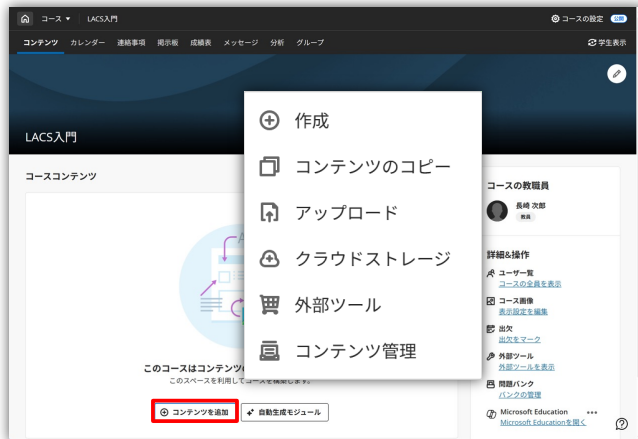 コース ▼ LACS入門
コースの設定 公開
コンテンツ カレンダー 連絡事項 掲示板 成績表 メッセージ 分析 グループ 学生表示
LACS入門
作成
コンテンツのコピー
アップロード
クラウドストレージ
外部ツール
コンテンツ管理
コースコンテンツ
このコースはコンテンツ
このスペースを利用してコースを構築します。
コンテンツを追加 自動生成モジュール
コースの教職員
長崎 次郎
教員
詳細&操作
ユーザ一覧
コースの全員を表示
コース画像
表示設定を編集
出欠
出欠をマーク
外部ツール
外部ツールを表示
問題バンク
バンクの管理
Microsoft Education
Microsoft Educationを開く